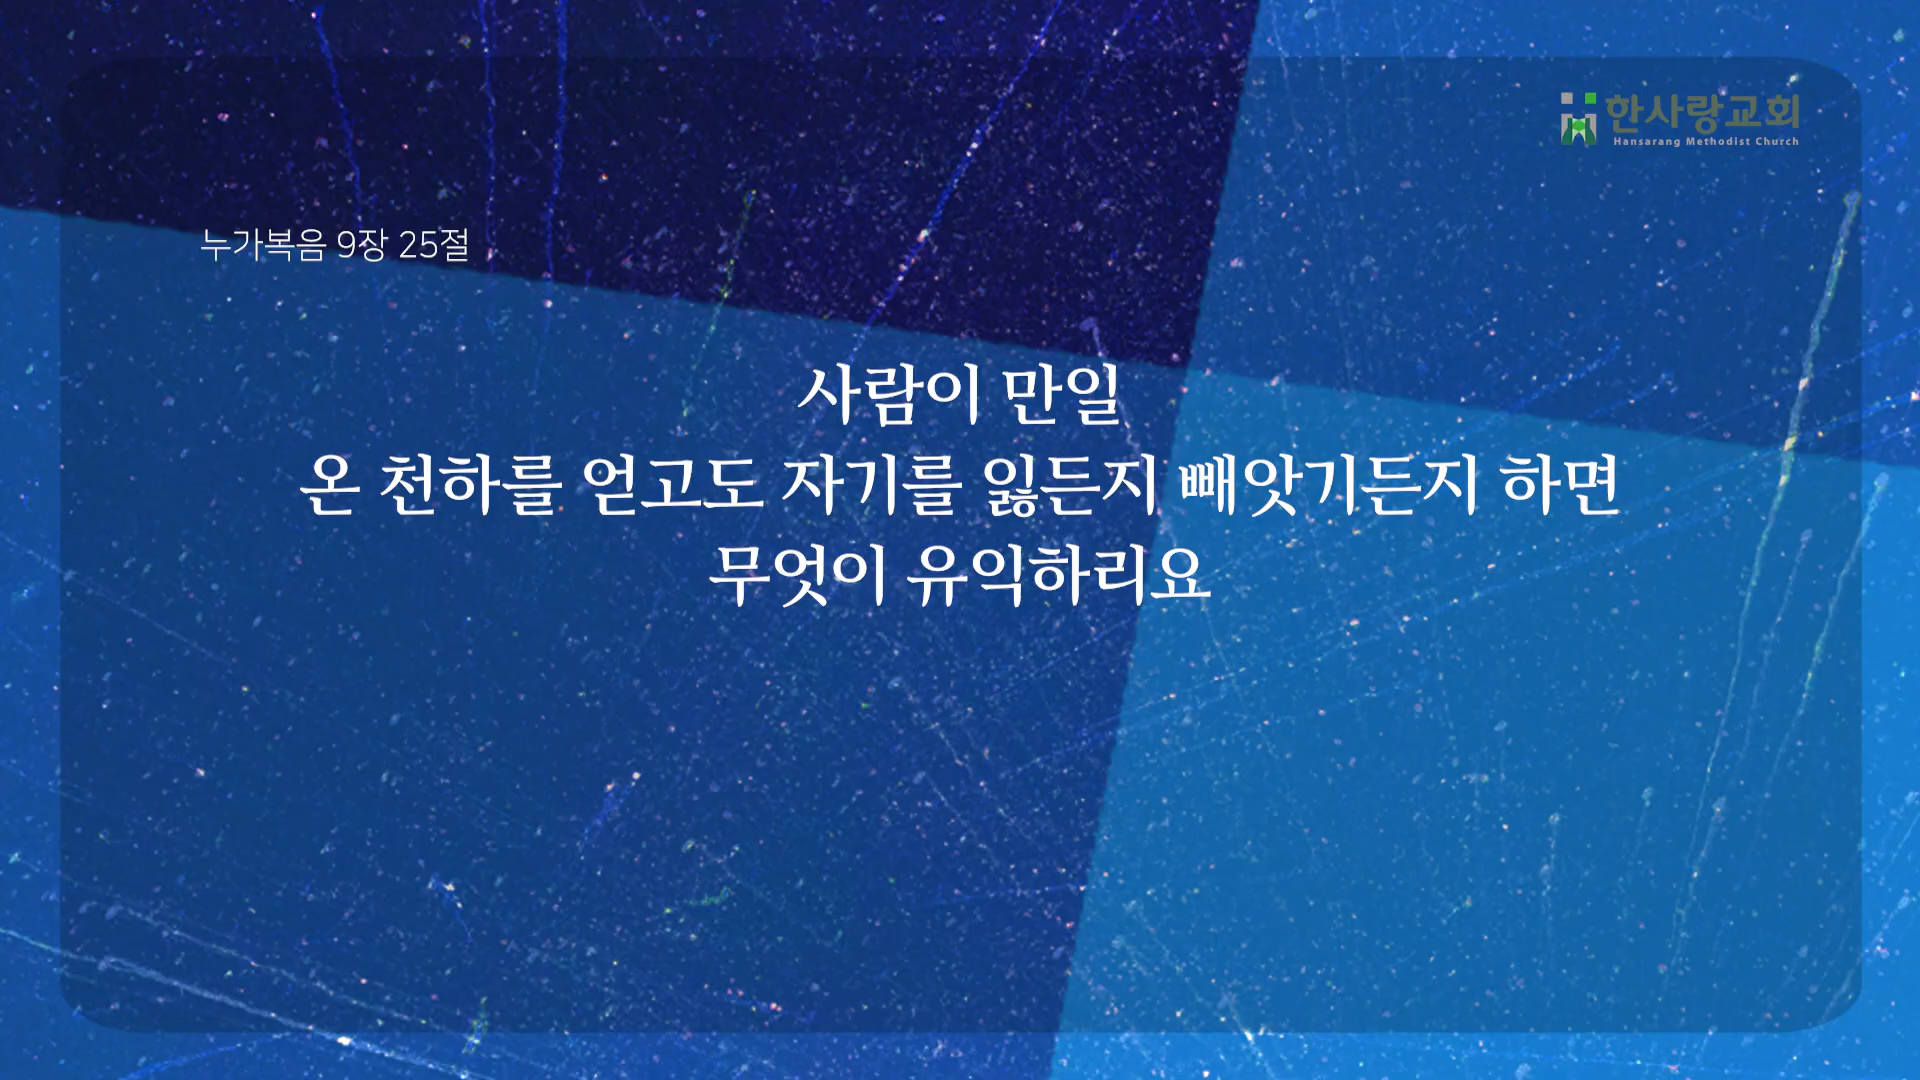 한사랑교회
Hansarang Methodist Church
누가복음 9장 25절
사람이 만일
온 천하를 얻고도 자기를 잃든지 빼앗기든지 하면
무엇이 유익하리요